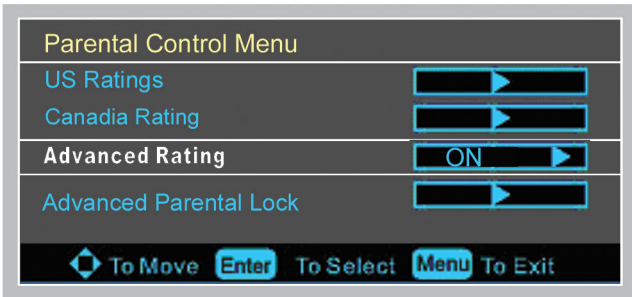 Parental Control Menu
US Ratings
Canadia Rating
Advanced Rating ON
Advanced Parental Lock
To Move Enter To Select Menu To Exit